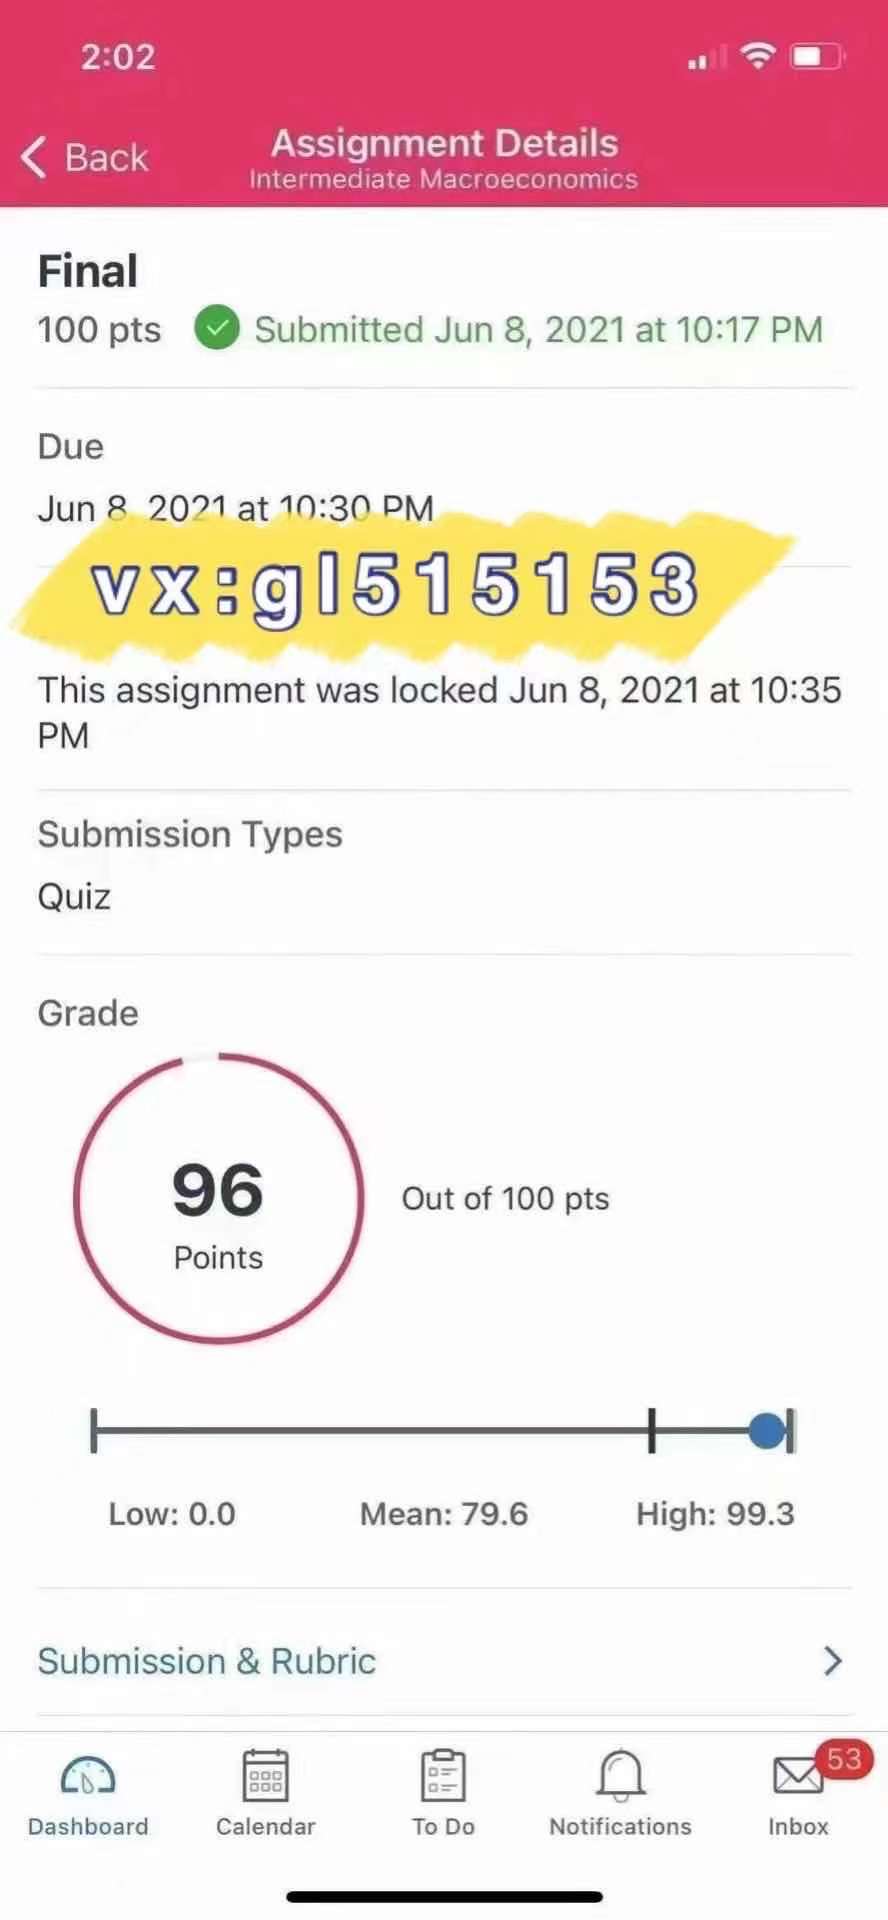 2:02
Back
Assignment Details
Intermediate Macroeconomics
Final
100 pts Submitted Jun 8, 2021 at 10:17 PM
Due
Jun 8, 2021 at 10:30 PM
vx:gl515153
This assignment was locked Jun 8, 2021 at 10:35
PM
Submission Types
Quiz
Grade
96
Points
Out of 100 pts
Low: 0.0 Mean: 79.6 High: 99.3
Submission & Rubric
53
Dashboard Calendar To Do Notifications Inbox